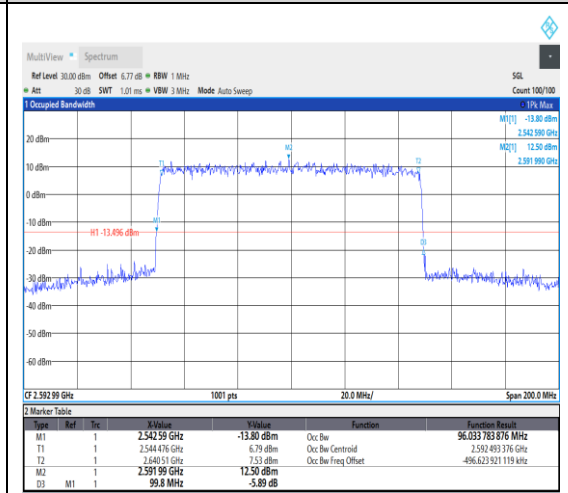 MultiView Spectrum
Ref Level 30.00 dBm Offset 6.77 dB RBW 1 MHz SGL
Att 30 dB SWT 1.01 ms VBW 3 MHz Mode Auto Sweep Count 100/100
1 Occupied Bandwidth 1Pk Max
M1[1] -13.80 dBm
2.542 590 GHz
M2[1] 12.50 dBm
2.591 990 GHz
20 dBm
M2
T1 T2
10 dBm
0 dBm
-10 dBm
M1
H1 -13.496 dBm
D3
-20 dBm
-30 dBm
-40 dBm
-50 dBm
-60 dBm
CF 2.592 99 GHz 1001 pts 20.0 MHz/ Span 200.0 MHz
2 Marker Table
Type Ref Trc X-Value Y-Value Function Function Result
M1 1 2.542 59 GHz -13.80 dBm Occ Bw 96.033 783 876 MHz
T1 1 2.544 476 GHz 6.79 dBm Occ Bw Centroid 2.592 493 376 GHz
T2 1 2.640 51 GHz 7.53 dBm Occ Bw Freq Offset -496.623 921 119 kHz
M2 1 2.591 99 GHz 12.50 dBm
D3 M1 1 99.8 MHz -5.89 dB